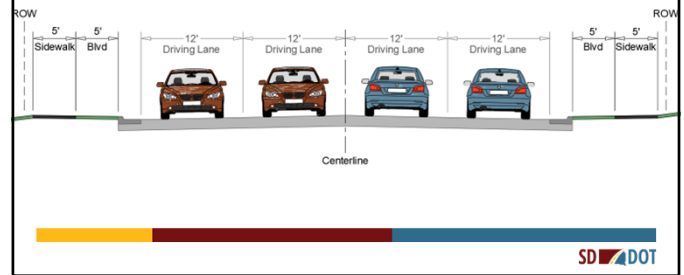 ROW
ROW
5' 5' 12' 12' 12' 12' 5' 5'
Sidewalk Blvd Driving Lane Driving Lane Driving Lane Driving Lane Blvd Sidewalk
Centerline
SD DOT